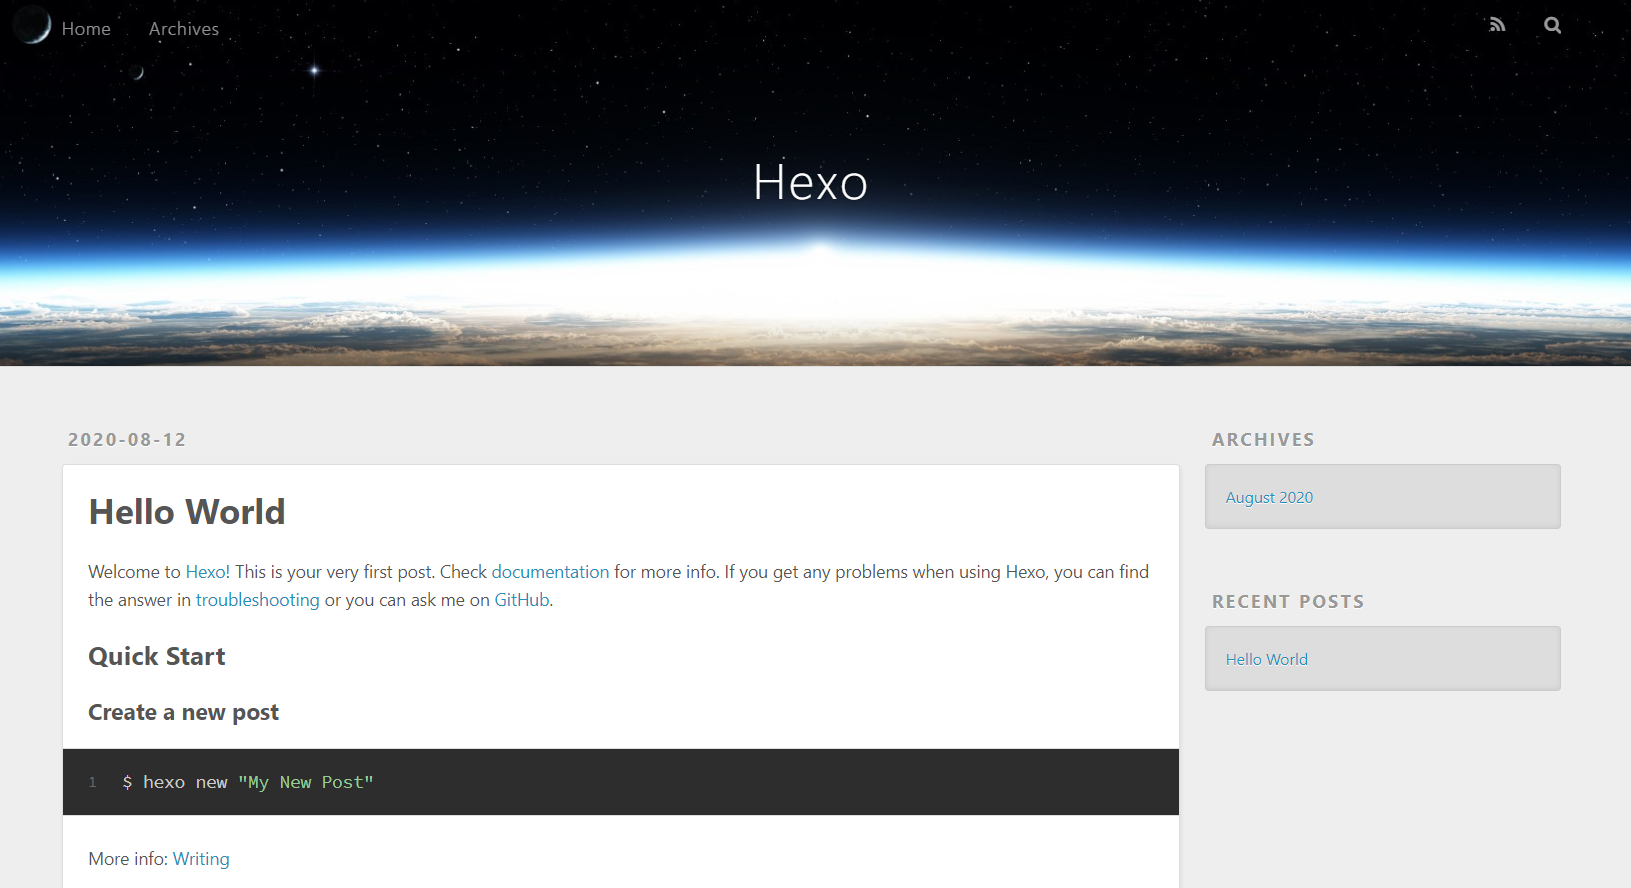 Home Archives
Hexo
2020-08-12
Hello World
Welcome to Hexo! This is your very first post. Check documentation for more info. If you get any problems when using Hexo, you can find
the answer in troubleshooting or you can ask me on GitHub.
Quick Start
Create a new post
1 $ hexo new "My New Post"
More info: Writing
ARCHIVES
August 2020
RECENT POSTS
Hello World